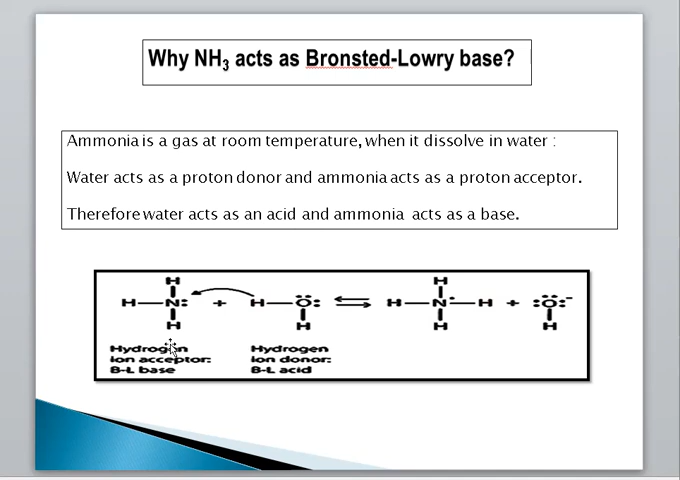 Why NH₃ acts as Bronsted-Lowry base?
Ammonia is a gas at room temperature, when it dissolve in water :
Water acts as a proton donor and ammonia acts as a proton acceptor.
Therefore water acts as an acid and ammonia acts as a base.
H H
H—N: + H—Ö: ⇌ H—N—H + :Ö:⁻
H H H H
Hydrogen Hydrogen
ion acceptor: ion donor:
B-L base B-L acid